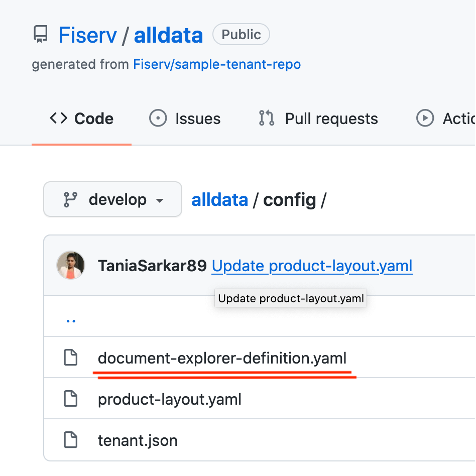 Fiserv / alldata Public
generated from Fiserv/sample-tenant-repo
Code Issues Pull requests
develop alldata / config /
TaniaSarkar89 Update product-layout.yaml
Update product-layout.yaml
..
document-explorer-definition.yaml
product-layout.yaml
tenant.json